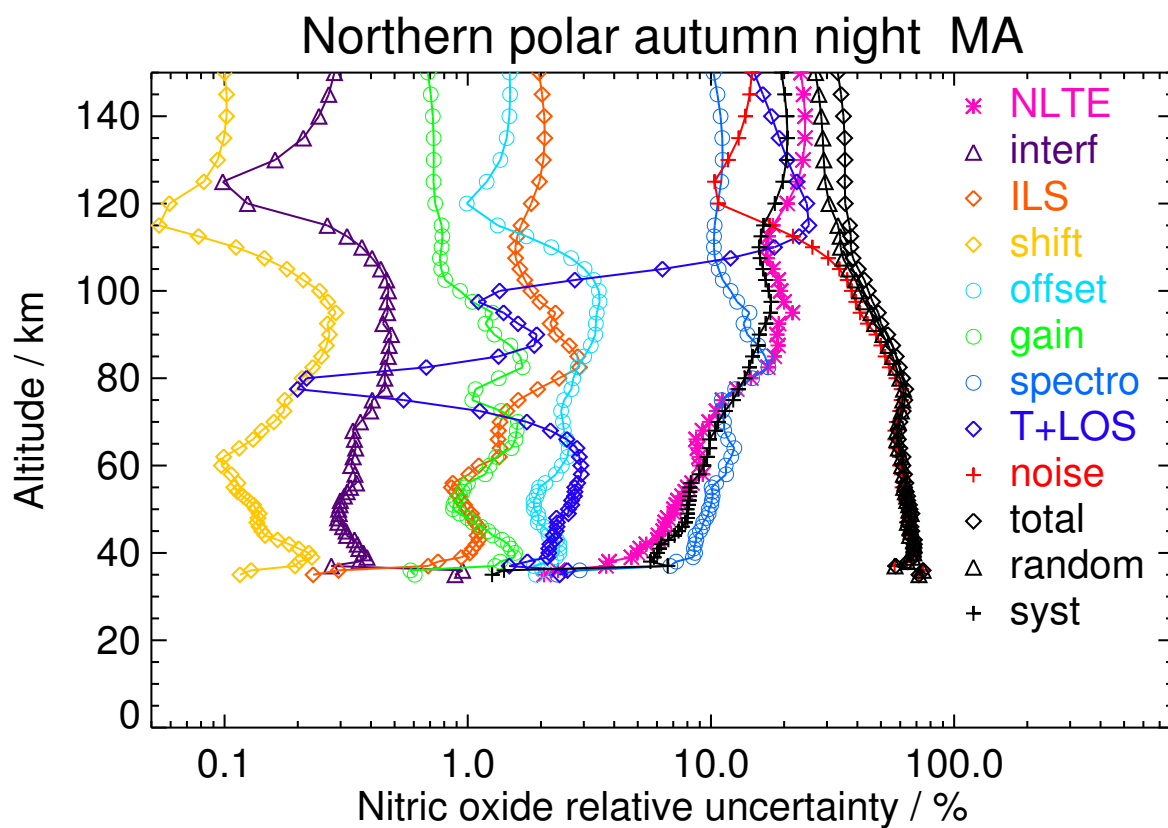 Northern polar autumn night MA
Altitude / km
140
120
100
80
60
40
20
0
NLTE
interf
ILS
shift
offset
gain
spectro
T+LOS
noise
total
random
syst
0.1 1.0 10.0 100.0
Nitric oxide relative uncertainty / %